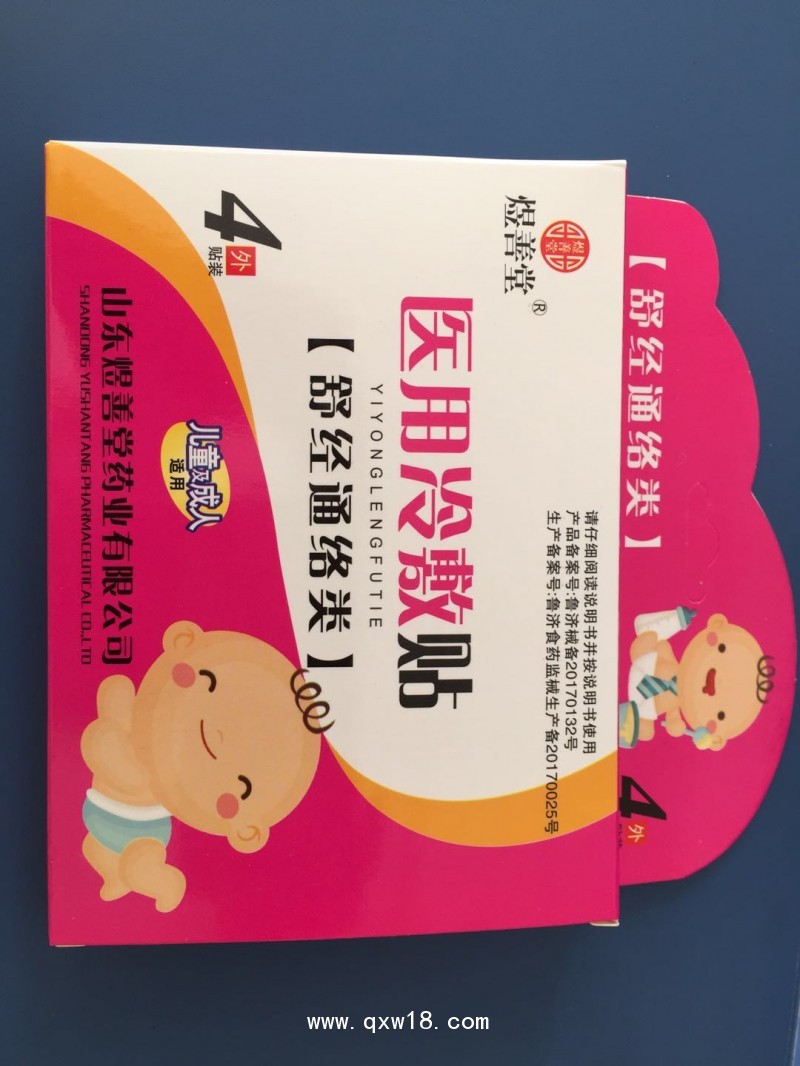 【舒经通络类】
4外
煜善堂
煜善堂®
请仔细阅读说明书并按说明书使用
产品备案号:鲁济械备20170132号
生产备案号:鲁济食药监械生产备20170025号
医用冷敷贴
YIYONGLENGFUTIE
【舒经通络类】
4外
贴装
儿童及成人
适用
山东煜善堂药业有限公司
SHANDONG YUSHANTANG PHARMACEUTICAL CO.,LTD
www.qxw18.com